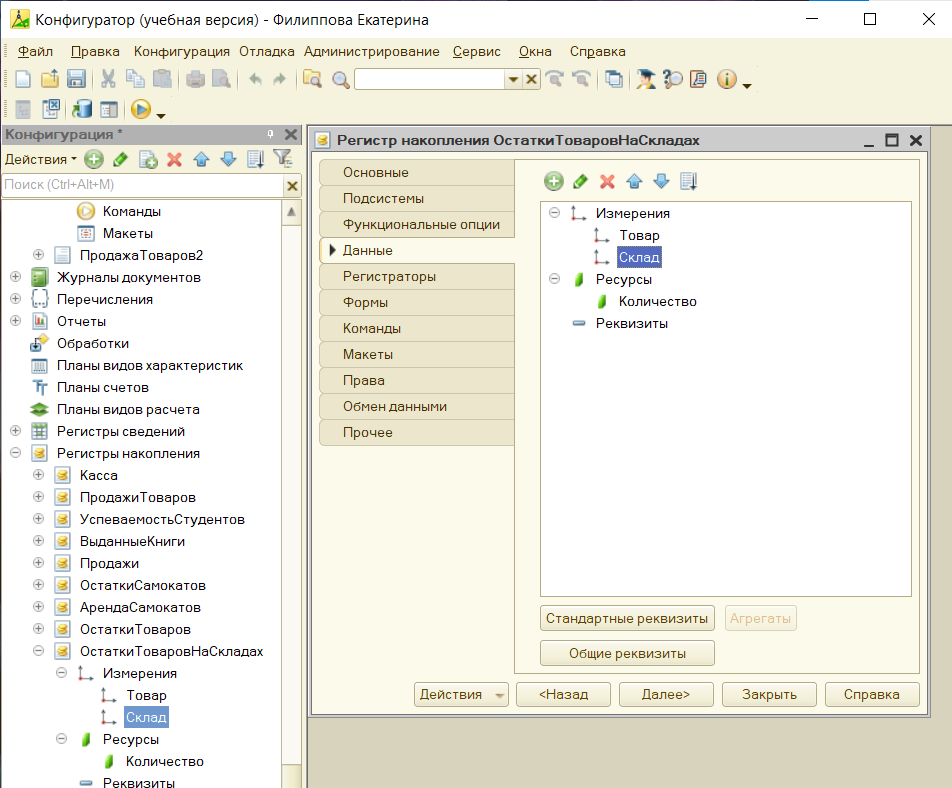 Конфигуратор (учебная версия) - Филиппова Екатерина
Файл Правка Конфигурация Отладка Администрирование Сервис Окна Справка
Конфигурация *
Действия
Поиск (Ctrl+Alt+M)
Команды
Макеты
ПродажаТоваров2
Журналы документов
Перечисления
Отчеты
Обработки
Планы видов характеристик
Планы счетов
Планы видов расчета
Регистры сведений
Регистры накопления
Касса
ПродажиТоваров
УспеваемостьСтудентов
ВыданныеКниги
Продажи
ОстаткиСамокатов
АрендаСамокатов
ОстаткиТоваров
ОстаткиТоваровНаСкладах
Измерения
Товар
Склад
Ресурсы
Количество
Реквизиты
Регистр накопления ОстаткиТоваровНаСкладах
Основные
Подсистемы
Функциональные опции
Данные
Регистраторы
Формы
Команды
Макеты
Права
Обмен данными
Прочее
Измерения
Товар
Склад
Ресурсы
Количество
Реквизиты
Стандартные реквизиты Агрегаты
Общие реквизиты
Действия <Назад Далее> Закрыть Справка